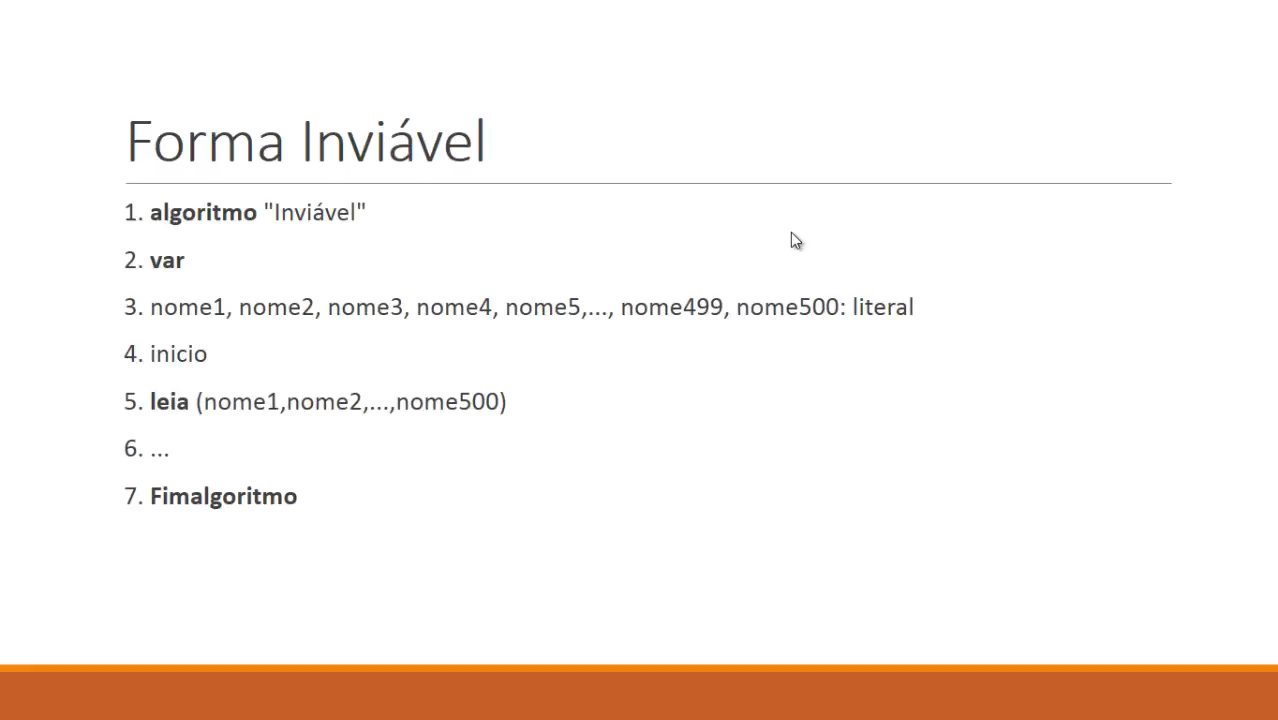 Forma Inviável
1. algoritmo "Inviável"
2. var
3. nome1, nome2, nome3, nome4, nome5,..., nome499, nome500: literal
4. inicio
5. leia (nome1,nome2,...,nome500)
6. ...
7. Fimalgoritmo